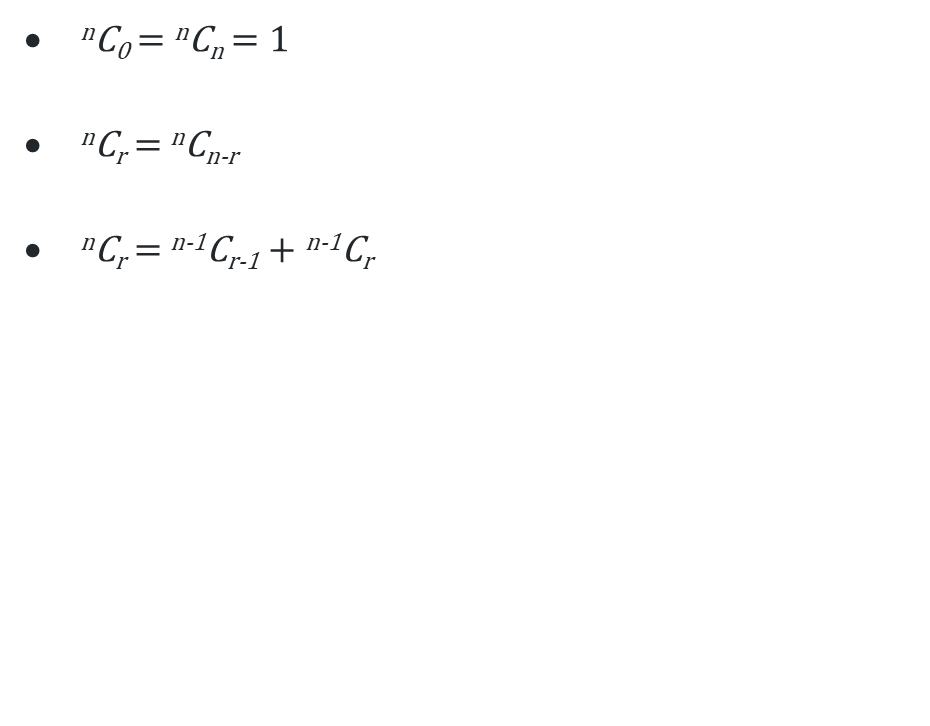 • ⁿC₀ = ⁿCₙ = 1
• ⁿCᵣ = ⁿCₙ₋ᵣ
• ⁿCᵣ = ⁿ⁻¹Cᵣ₋₁ + ⁿ⁻¹Cᵣ